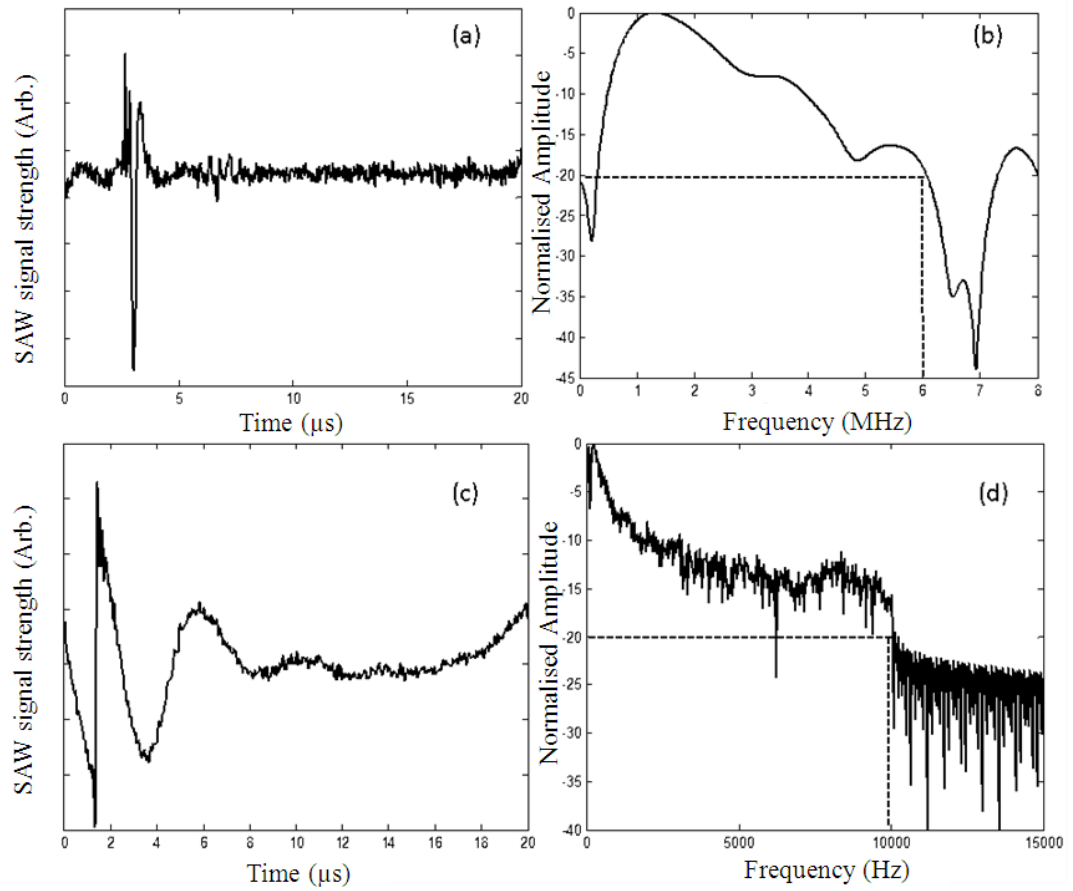 (a)
SAW signal strength (Arb.)
0 5 10 15 20
Time (µs)
(b)
Normalised Amplitude
0
-5
-10
-15
-20
-25
-30
-35
-40
-45
0 1 2 3 4 5 6 7 8
Frequency (MHz)
(c)
SAW signal strength (Arb.)
0 2 4 6 8 10 12 14 16 18 20
Time (µs)
(d)
Normalised Amplitude
0
-5
-10
-15
-20
-25
-30
-35
-40
0 5000 10000 15000
Frequency (Hz)